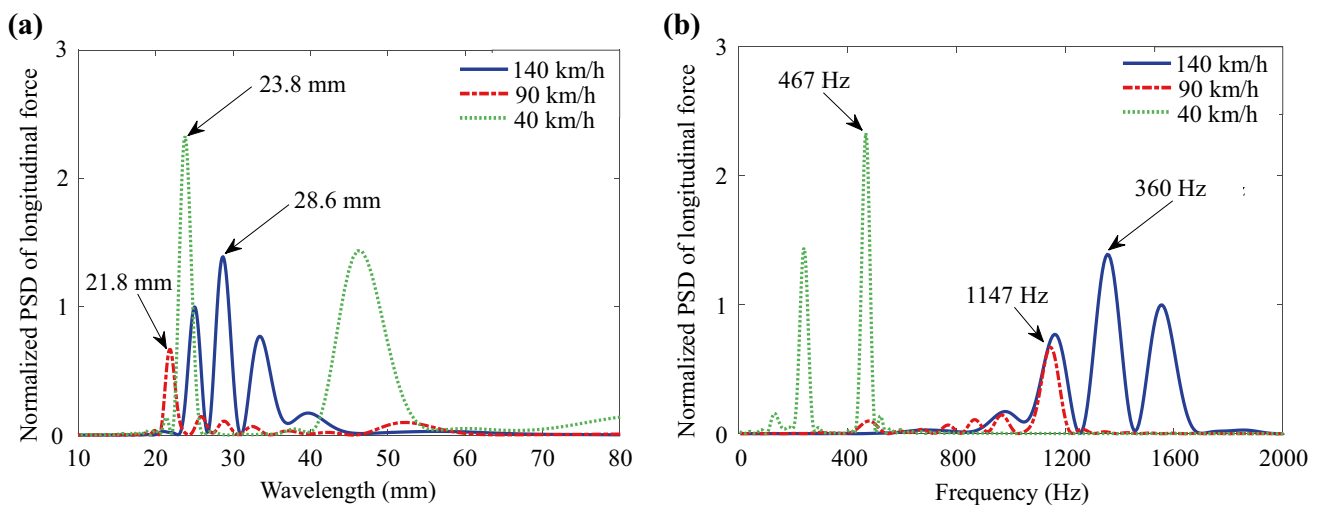 (a)
Normalized PSD of longitudinal force
3
2
1
0
140 km/h
90 km/h
40 km/h
23.8 mm
28.6 mm
21.8 mm
10 20 30 40 50 60 70 80
Wavelength (mm)
(b)
Normalized PSD of longitudinal force
3
2
1
0
140 km/h
90 km/h
40 km/h
467 Hz
360 Hz
1147 Hz
0 400 800 1200 1600 2000
Frequency (Hz)